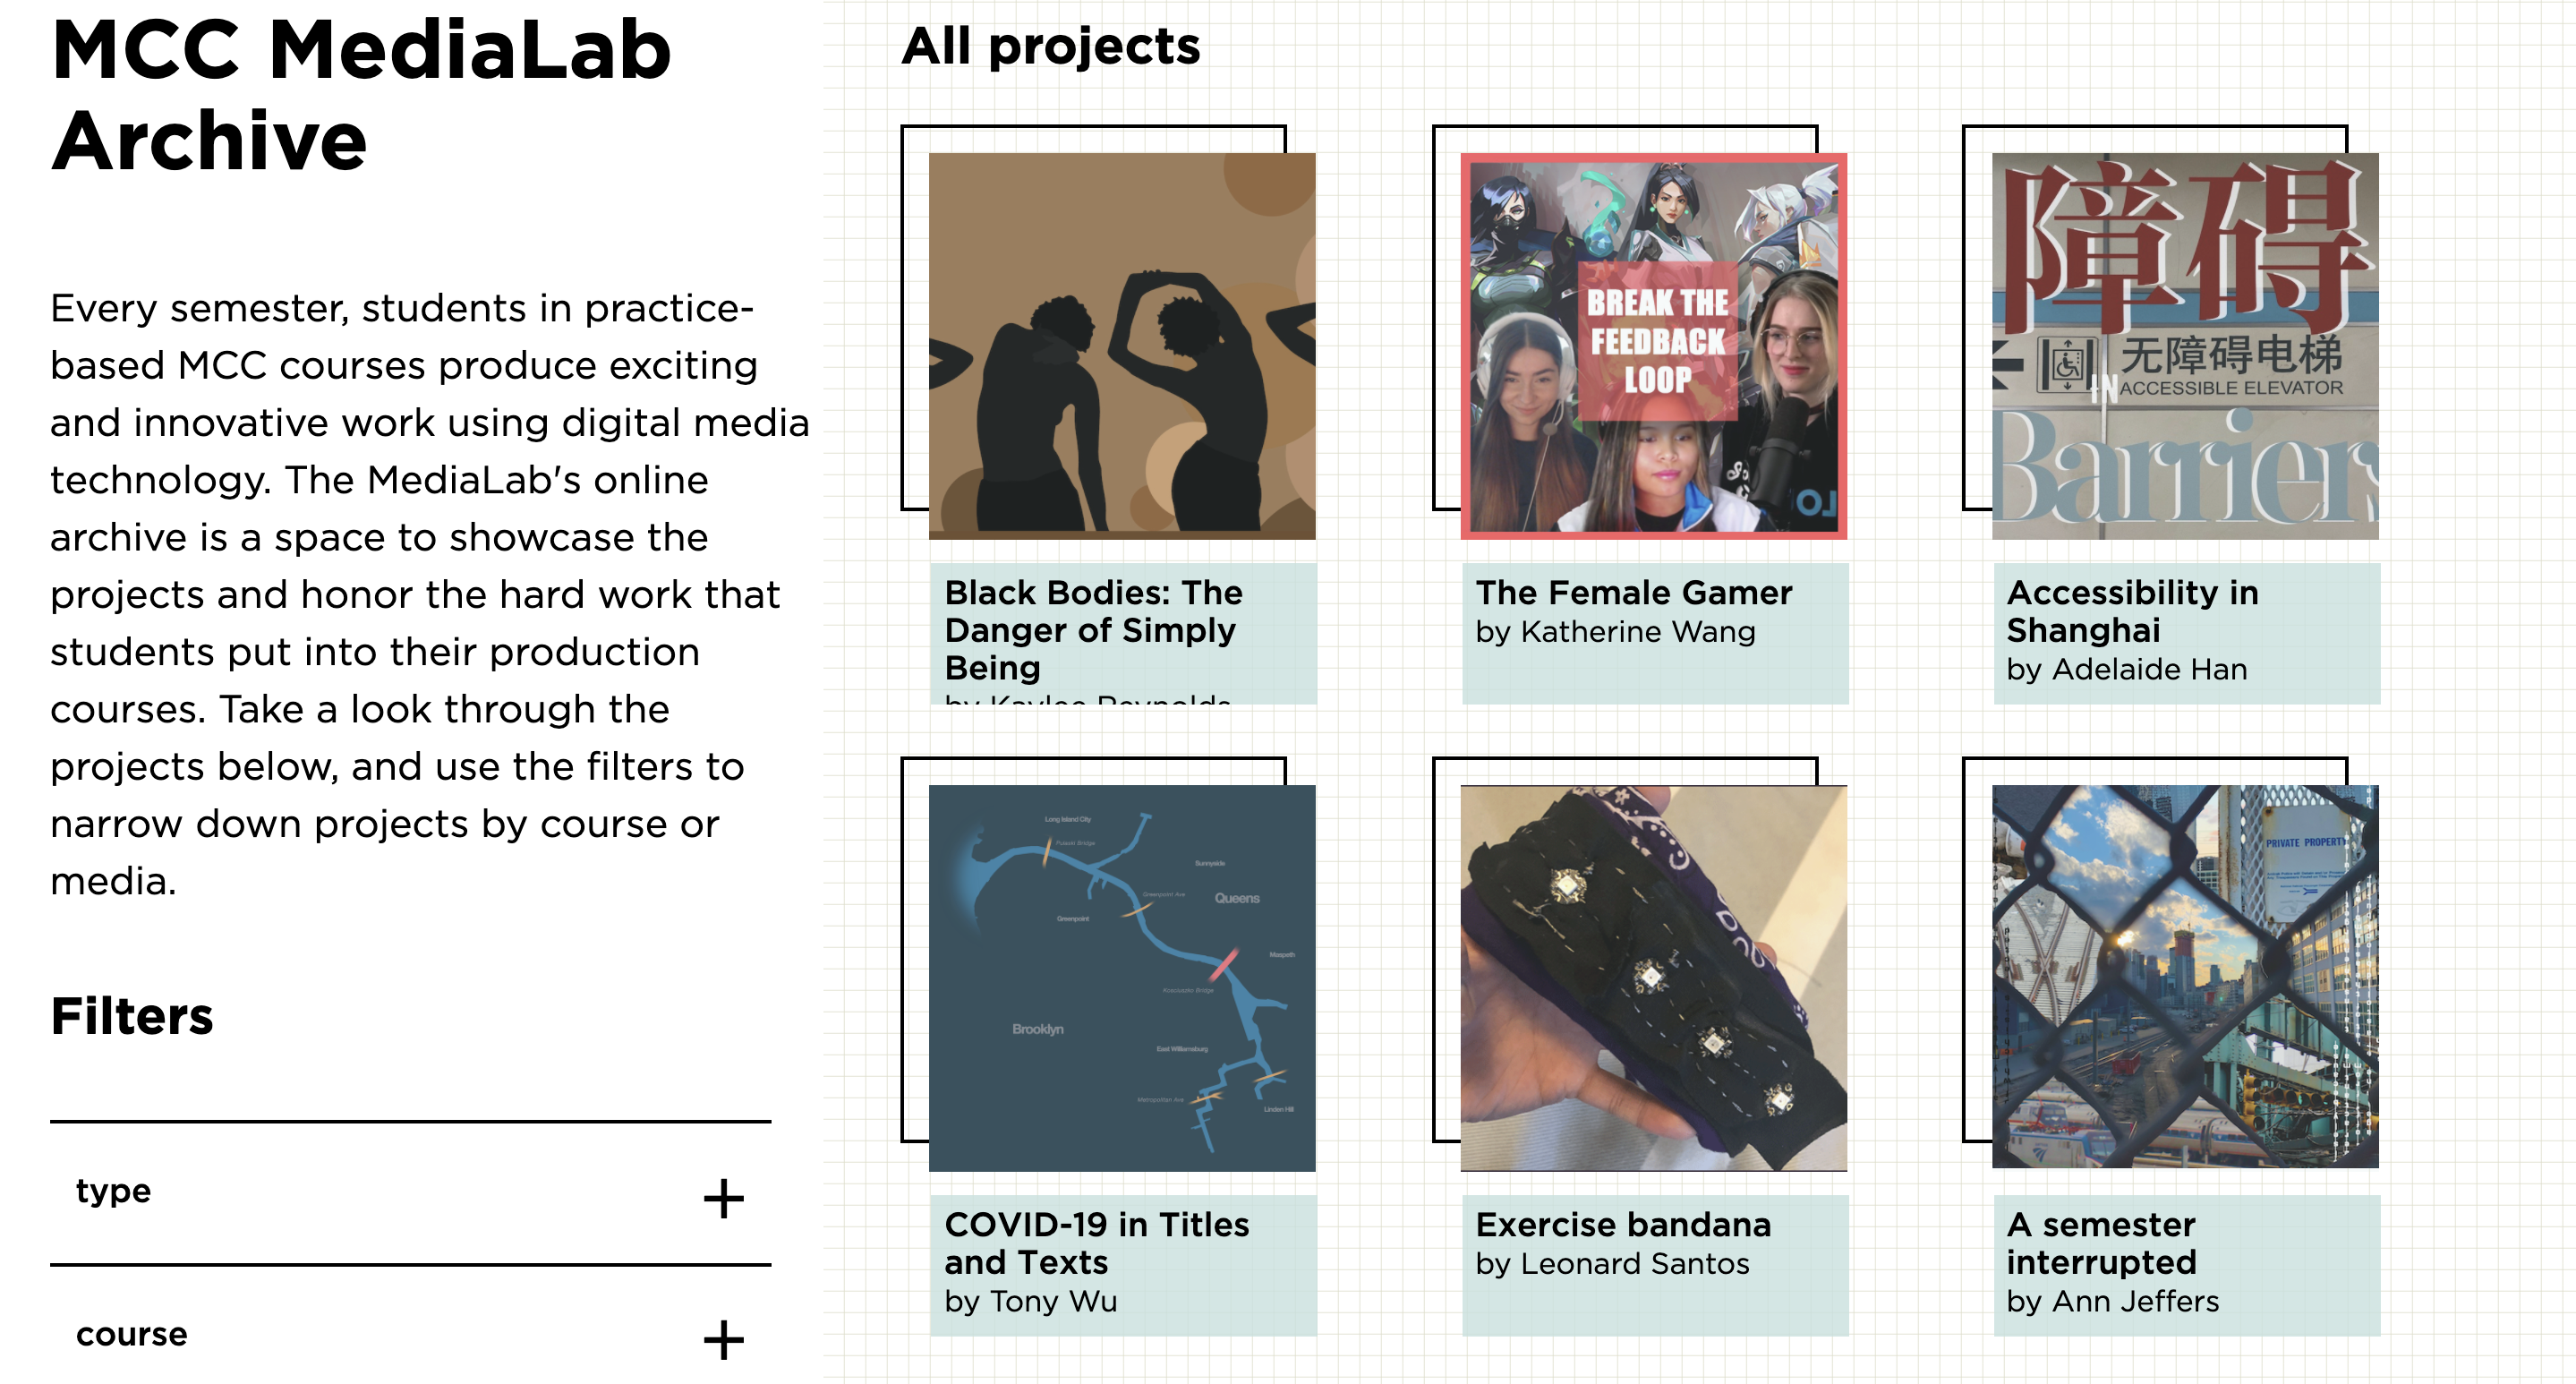 MCC MediaLab
Archive
Every semester, students in practice-
based MCC courses produce exciting
and innovative work using digital media
technology. The MediaLab's online
archive is a space to showcase the
projects and honor the hard work that
students put into their production
courses. Take a look through the
projects below, and use the filters to
narrow down projects by course or
media.
Filters
type
course
All projects
BREAK THE
FEEDBACK
LOOP
障碍
无障碍电梯
IN
ACCESSIBLE ELEVATOR
Barriers
Black Bodies: The
Danger of Simply
Being
by Kaylee Reynolds
The Female Gamer
by Katherine Wang
Accessibility in
Shanghai
by Adelaide Han
Long Island City
Pulaski Bridge
Sunnyside
Greenpoint Ave
Queens
Greenpoint
Maspeth
Kosciuszko Bridge
Brooklyn
East Williamsburg
Metropolitan Ave
Linden Hill
PRIVATE PROPERTY
COVID-19 in Titles
and Texts
by Tony Wu
Exercise bandana
by Leonard Santos
A semester
interrupted
by Ann Jeffers